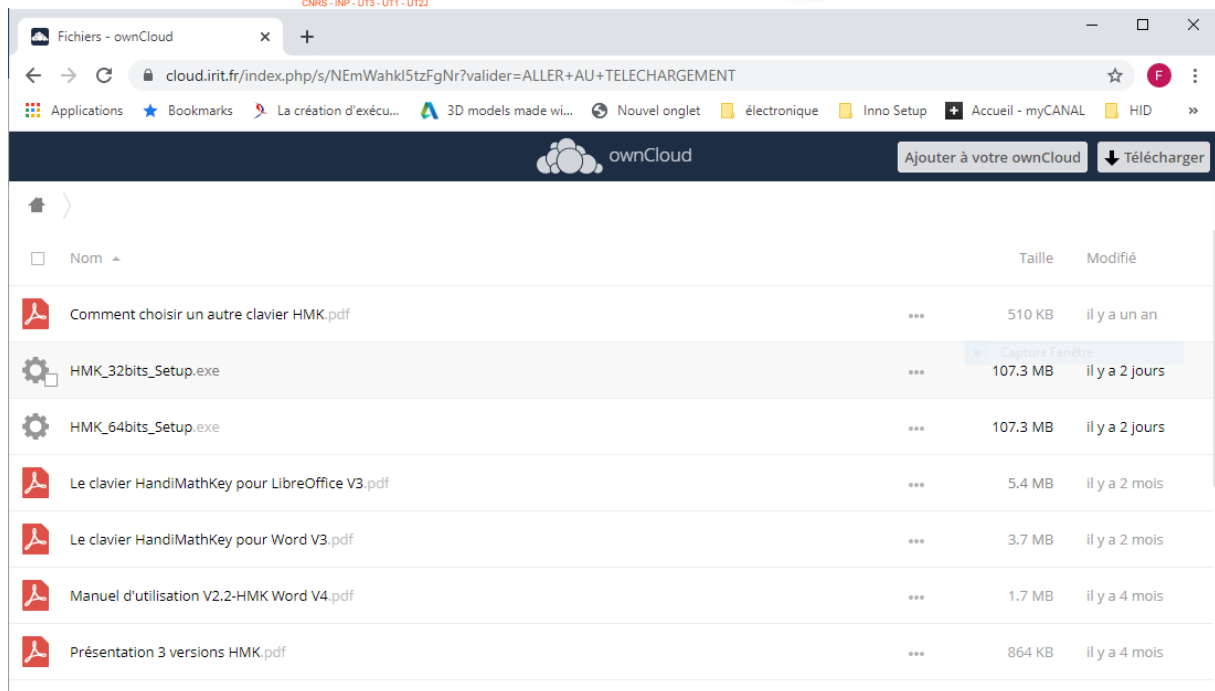 CNRS - INP - UT3 - UT1 - UT2J
Fichiers - ownCloud
cloud.irit.fr/index.php/s/NEmWahkI5tzFgNr?valider=ALLER+AU+TELECHARGEMENT
F
Applications Bookmarks La création d'exécu... 3D models made wi... Nouvel onglet électronique Inno Setup Accueil - myCANAL HID »
ownCloud Ajouter à votre ownCloud Télécharger
Nom Taille Modifié
Comment choisir un autre clavier HMK.pdf 510 KB il y a un an
Capture Fenêtre
HMK_32bits_Setup.exe 107.3 MB il y a 2 jours
HMK_64bits_Setup.exe 107.3 MB il y a 2 jours
Le clavier HandiMathKey pour LibreOffice V3.pdf 5.4 MB il y a 2 mois
Le clavier HandiMathKey pour Word V3.pdf 3.7 MB il y a 2 mois
Manuel d'utilisation V2.2-HMK Word V4.pdf 1.7 MB il y a 4 mois
Présentation 3 versions HMK.pdf 864 KB il y a 4 mois